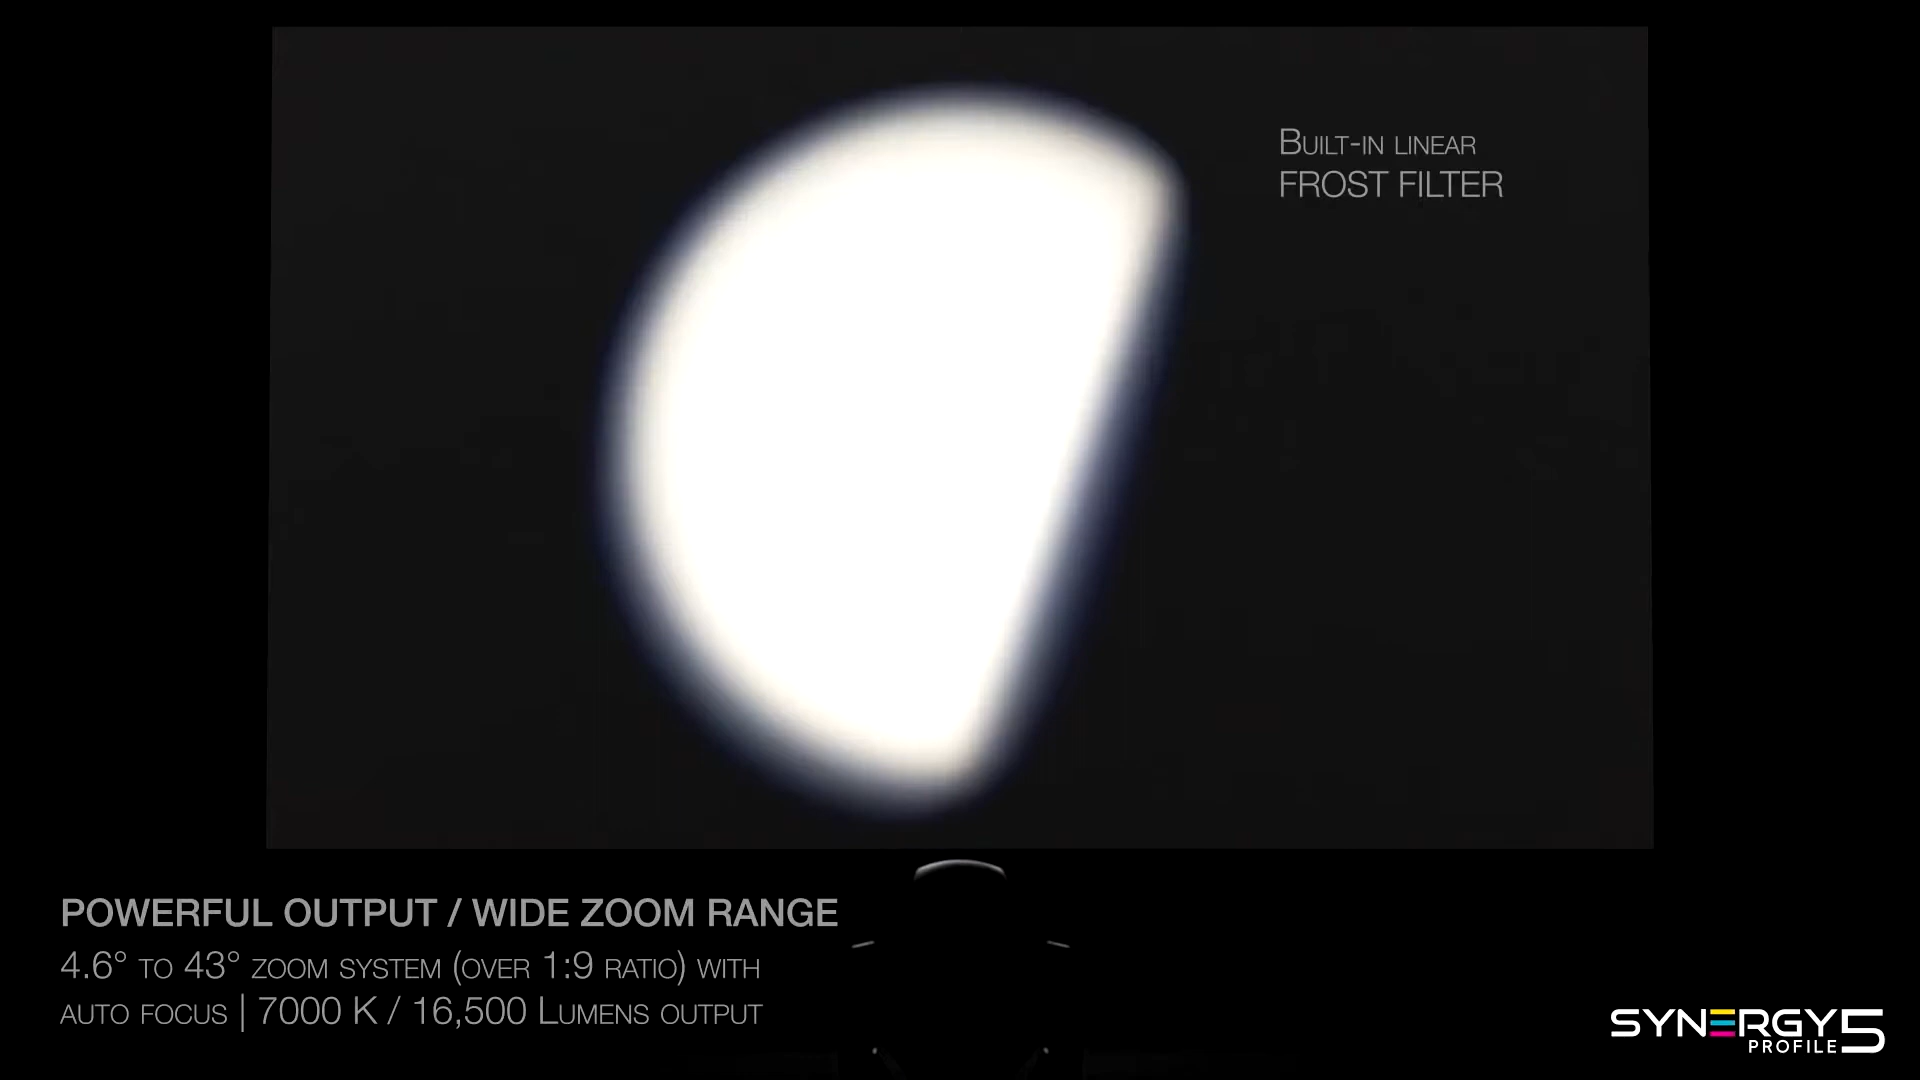 BUILT-IN LINEAR
FROST FILTER
POWERFUL OUTPUT / WIDE ZOOM RANGE
4.6° TO 43° ZOOM SYSTEM (OVER 1:9 RATIO) WITH
AUTO FOCUS | 7000 K / 16,500 LUMENS OUTPUT
SYNERGY5
PROFILE